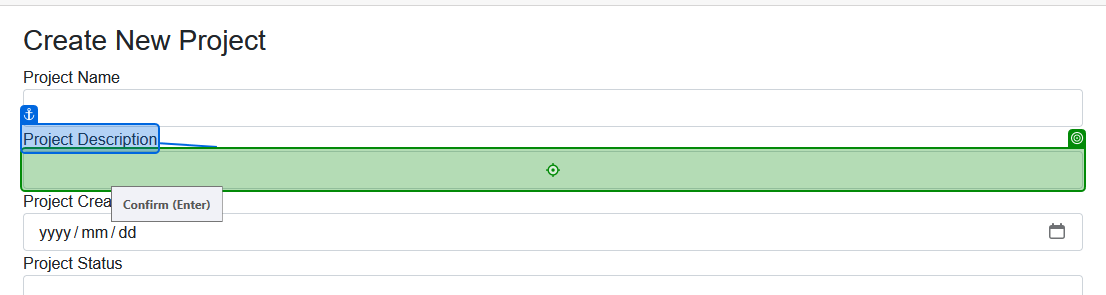 Create New Project
Project Name
Project Description
Project Crea
Confirm (Enter)
yyyy / mm / dd
Project Status